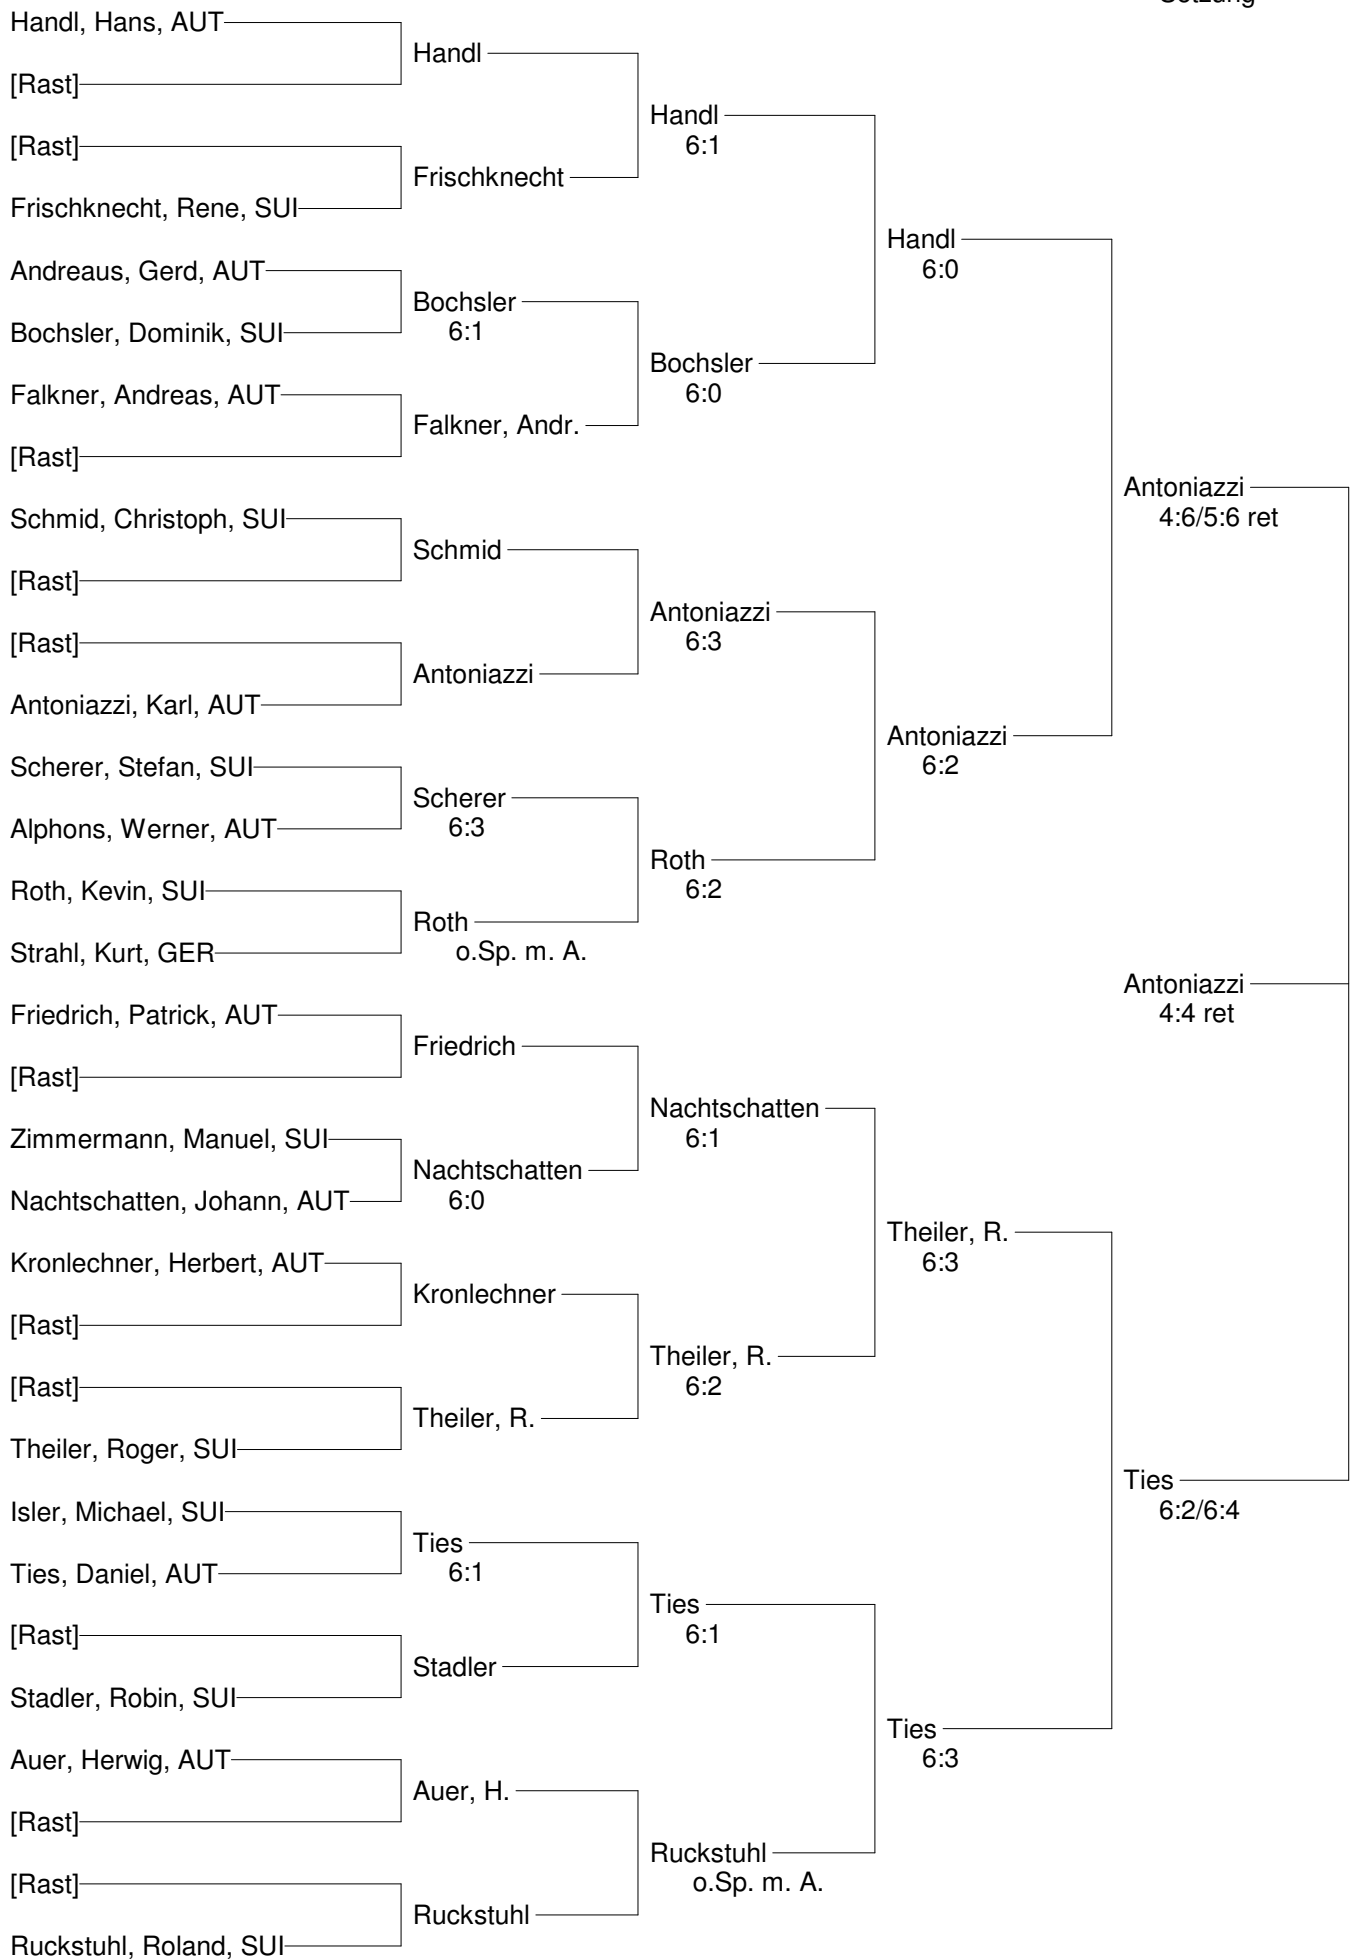 Setzung
Handl, Hans, AUT
[Rast]
[Rast]
Frischknecht, Rene, SUI
Andreaus, Gerd, AUT
Bochsler, Dominik, SUI
Falkner, Andreas, AUT
[Rast]
Schmid, Christoph, SUI
[Rast]
[Rast]
Antoniazzi, Karl, AUT
Scherer, Stefan, SUI
Alphons, Werner, AUT
Roth, Kevin, SUI
Strahl, Kurt, GER
Friedrich, Patrick, AUT
[Rast]
Zimmermann, Manuel, SUI
Nachtschatten, Johann, AUT
Kronlechner, Herbert, AUT
[Rast]
[Rast]
Theiler, Roger, SUI
Isler, Michael, SUI
Ties, Daniel, AUT
[Rast]
Stadler, Robin, SUI
Auer, Herwig, AUT
[Rast]
[Rast]
Ruckstuhl, Roland, SUI
Handl
Frischknecht
Bochsler
6:1
Falkner, Andr.
Schmid
Antoniazzi
Scherer
6:3
Roth
o.Sp. m. A.
Friedrich
Nachtschatten
6:0
Kronlechner
Theiler, R.
Ties
6:1
Stadler
Auer, H.
Ruckstuhl
Handl
6:1
Bochsler
6:0
Antoniazzi
6:3
Roth
6:2
Nachtschatten
6:1
Theiler, R.
6:2
Ties
6:1
Ruckstuhl
o.Sp. m. A.
Handl
6:0
Antoniazzi
6:2
Theiler, R.
6:3
Ties
6:3
Antoniazzi
4:6/5:6 ret
Antoniazzi
4:4 ret
Ties
6:2/6:4